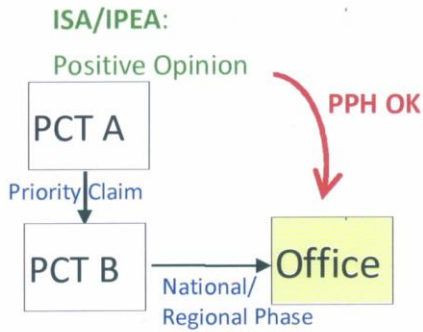 ISA/IPEA:
Positive Opinion
PPH OK
PCT A
Priority Claim
PCT B
Office
National/
Regional Phase